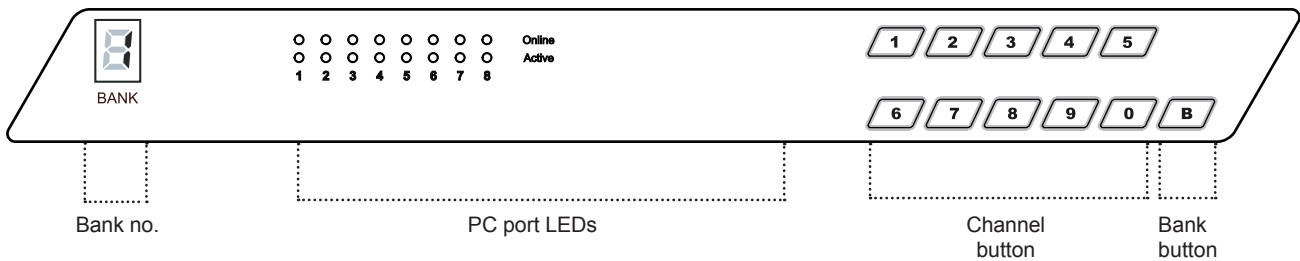 1
BANK
Online
Active
1 2 3 4 5 6 7 8
1 2 3 4 5
6 7 8 9 0 B
Bank no.
PC port LEDs
Channel
button
Bank
button